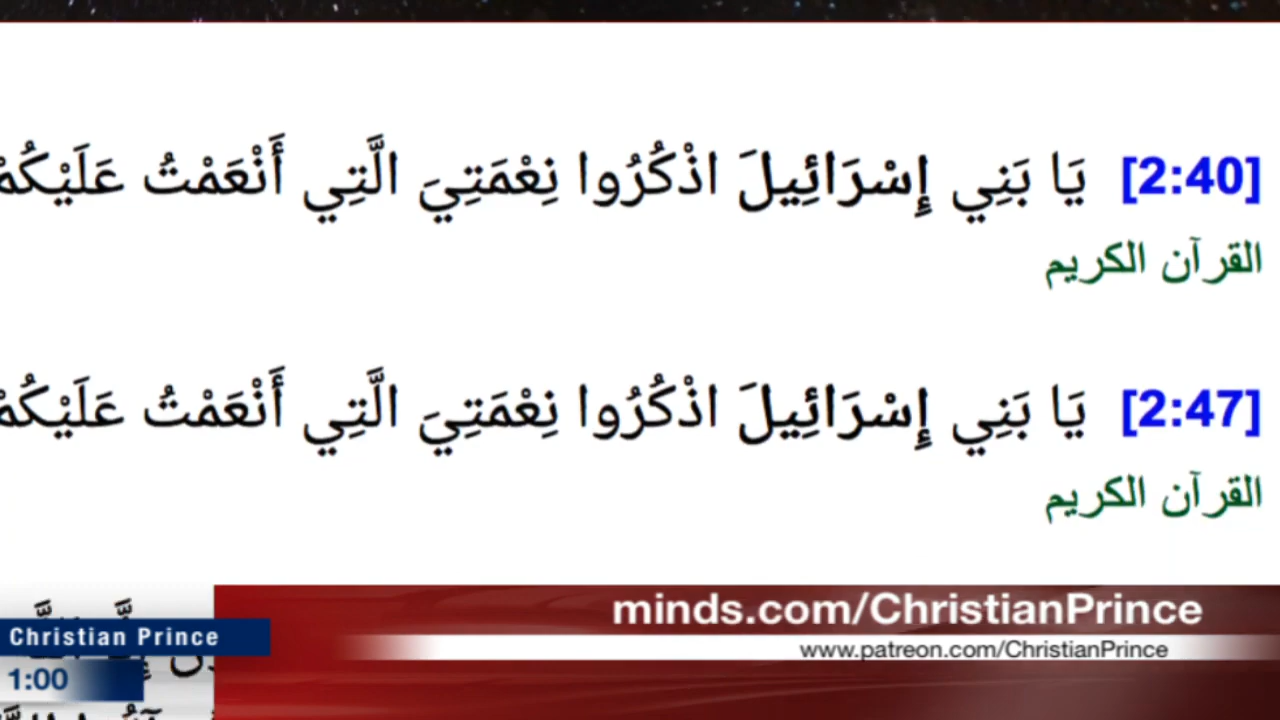 [2:40] يَا بَنِي إِسْرَائِيلَ اذْكُرُوا نِعْمَتِيَ الَّتِي أَنْعَمْتُ عَلَيْكُمْ
القرآن الكريم
[2:47] يَا بَنِي إِسْرَائِيلَ اذْكُرُوا نِعْمَتِيَ الَّتِي أَنْعَمْتُ عَلَيْكُمْ
القرآن الكريم
minds.com/ChristianPrince
Christian Prince
www.patreon.com/ChristianPrince
1:00